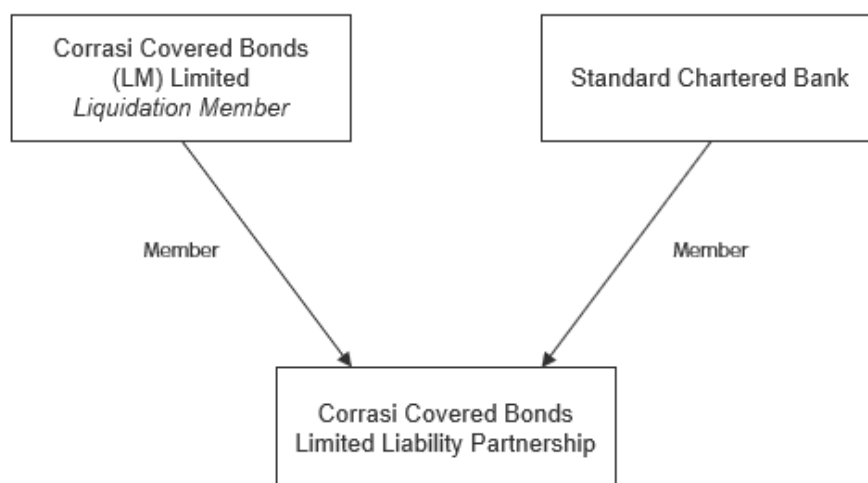 Corrasi Covered Bonds
(LM) Limited
Liquidation Member
Standard Chartered Bank
Member
Member
Corrasi Covered Bonds
Limited Liability Partnership